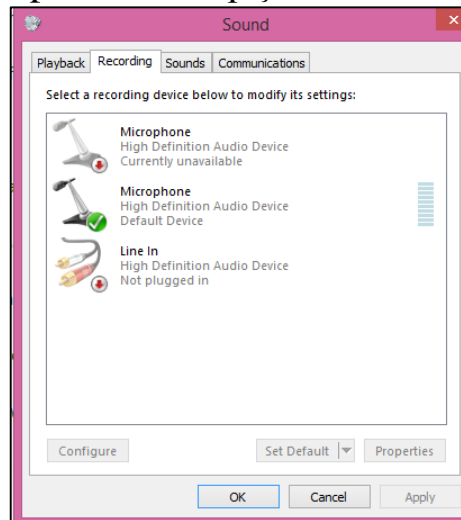 Sound
Playback Recording Sounds Communications
Select a recording device below to modify its settings:
Microphone
High Definition Audio Device
Currently unavailable
Microphone
High Definition Audio Device
Default Device
Line In
High Definition Audio Device
Not plugged in
Configure Set Default Properties
OK Cancel Apply